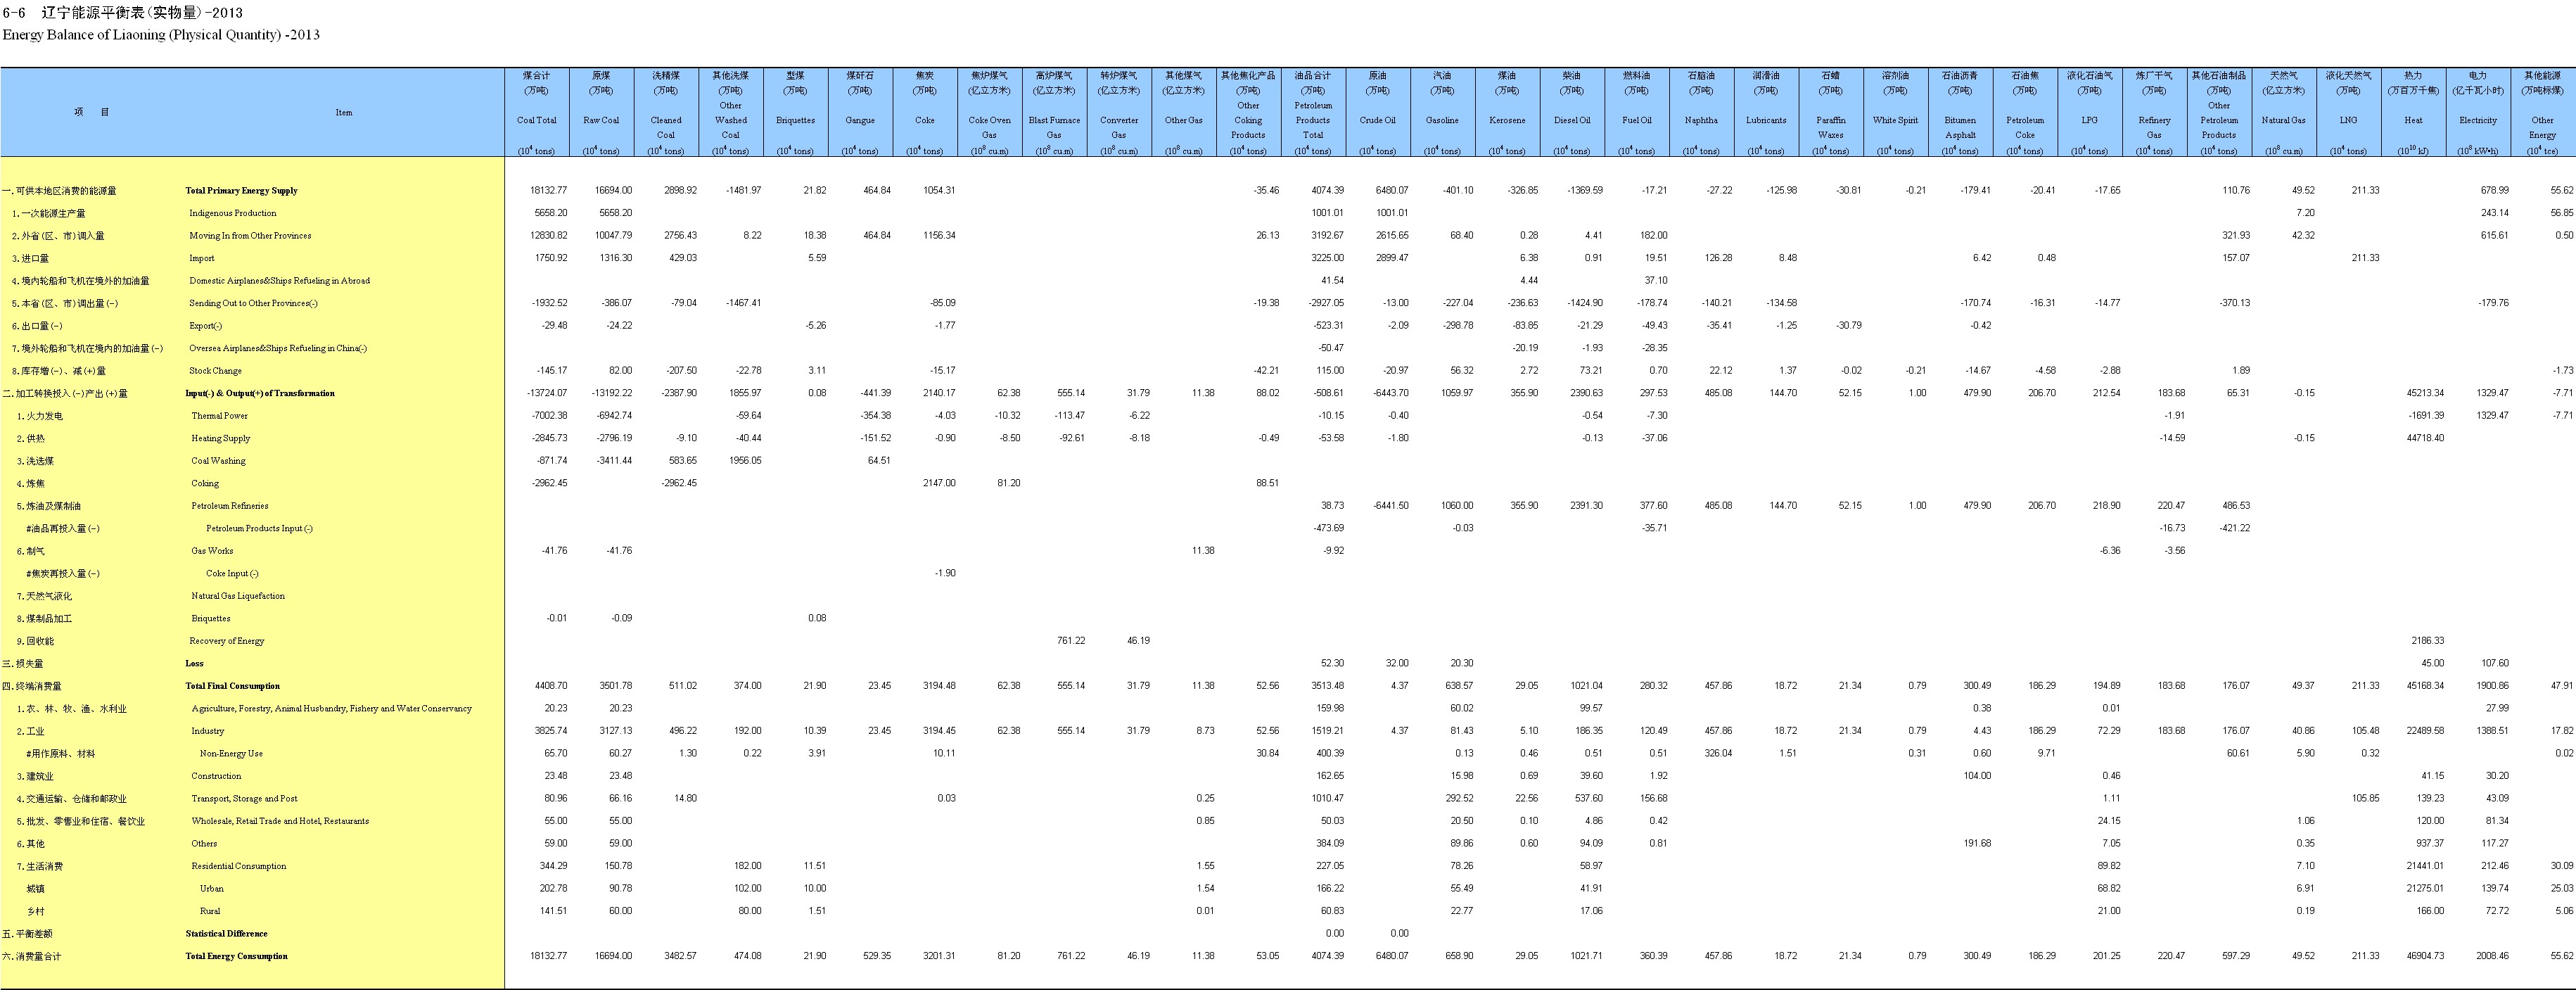 6-6 辽宁能源平衡表(实物量)-2013
Energy Balance of Liaoning (Physical Quantity) -2013
项 目 Item 煤合计 原煤 洗精煤 其他洗煤 型煤 煤矸石 焦炭 焦炉煤气 高炉煤气 转炉煤气 其他煤气 其他焦化产品 油品合计 原油 汽油 煤油 柴油 燃料油 石脑油 润滑油 石蜡 溶剂油 石油沥青 石油焦 液化石油气 炼厂干气 其他石油制品 天然气 液化天然气 热力 电力 其他能源
(万吨) (万吨) (万吨) (万吨) (万吨) (万吨) (万吨) (亿立方米) (亿立方米) (亿立方米) (亿立方米) (万吨) (万吨) (万吨) (万吨) (万吨) (万吨) (万吨) (万吨) (万吨) (万吨) (万吨) (万吨) (万吨) (万吨) (万吨) (万吨) (亿立方米) (万吨) (万百万千焦) (亿千瓦小时) (万吨标煤)
Coal Total Raw Coal Cleaned Coal Other Washed Coal Briquettes Gangue Coke Coke Oven Gas Blast Furnace Gas Converter Gas Other Gas Other Coking Products Petroleum Products Total Crude Oil Gasoline Kerosene Diesel Oil Fuel Oil Naphtha Lubricants Paraffin Waxes White Spirit Bitumen Asphalt Petroleum Coke LPG Refinery Gas Other Petroleum Products Natural Gas LNG Heat Electricity Other Energy
(10⁴ tons) (10⁴ tons) (10⁴ tons) (10⁴ tons) (10⁴ tons) (10⁴ tons) (10⁴ tons) (10⁸ cu.m) (10⁸ cu.m) (10⁸ cu.m) (10⁸ cu.m) (10⁴ tons) (10⁴ tons) (10⁴ tons) (10⁴ tons) (10⁴ tons) (10⁴ tons) (10⁴ tons) (10⁴ tons) (10⁴ tons) (10⁴ tons) (10⁴ tons) (10⁴ tons) (10⁴ tons) (10⁴ tons) (10⁴ tons) (10⁴ tons) (10⁸ cu.m) (10⁴ tons) (10¹⁰ kJ) (10⁸ kW•h) (10⁴ tce)
一.可供本地区消费的能源量 Total Primary Energy Supply 18132.77 16694.00 2898.92 -1481.97 21.82 464.84 1054.31 -35.46 4074.39 6480.07 -401.10 -326.85 -1369.59 -17.21 -27.22 -125.98 -30.81 -0.21 -179.41 -20.41 -17.65 110.76 49.52 211.33 678.99 55.62
1.一次能源生产量 Indigenous Production 5658.20 5658.20 1001.01 1001.01 7.20 243.14 56.85
2.外省(区、市)调入量 Moving In from Other Provinces 12830.82 10047.79 2756.43 8.22 18.38 464.84 1156.34 26.13 3192.67 2615.65 68.40 0.28 4.41 182.00 321.93 42.32 615.61 0.50
3.进口量 Import 1750.92 1316.30 429.03 5.59 3225.00 2899.47 6.38 0.91 19.51 126.28 8.48 6.42 0.48 157.07 211.33
4.境内轮船和飞机在境外的加油量 Domestic Airplanes&Ships Refueling in Abroad 41.54 4.44 37.10
5.本省(区、市)调出量(-) Sending Out to Other Provinces(-) -1932.52 -386.07 -79.04 -1467.41 -85.09 -19.38 -2927.05 -13.00 -227.04 -236.63 -1424.90 -178.74 -140.21 -134.58 -170.74 -16.31 -14.77 -370.13 -179.76
6.出口量(-) Export(-) -29.48 -24.22 -5.26 -1.77 -523.31 -2.09 -298.78 -83.85 -21.29 -49.43 -35.41 -1.25 -30.79 -0.42
7.境外轮船和飞机在境内的加油量(-) Oversea Airplanes&Ships Refueling in China(-) -50.47 -20.19 -1.93 -28.35
8.库存增(-)、减(+)量 Stock Change -145.17 82.00 -207.50 -22.78 3.11 -15.17 -42.21 115.00 -20.97 56.32 2.72 73.21 0.70 22.12 1.37 -0.02 -0.21 -14.67 -4.58 -2.88 1.89 -1.73
二.加工转换投入(-)产出(+)量 Input(-) & Output(+) of Transformation -13724.07 -13192.22 -2387.90 1855.97 0.08 -441.39 2140.17 62.38 555.14 31.79 11.38 88.02 -508.61 -6443.70 1059.97 355.90 2390.63 297.53 485.08 144.70 52.15 1.00 479.90 206.70 212.54 183.68 65.31 -0.15 45213.34 1329.47 -7.71
1.火力发电 Thermal Power -7002.38 -6942.74 -59.64 -354.38 -4.03 -10.32 -113.47 -6.22 -10.15 -0.40 -0.54 -7.30 -1.91 -1691.39 1329.47 -7.71
2.供热 Heating Supply -2845.73 -2796.19 -9.10 -40.44 -151.52 -0.90 -8.50 -92.61 -8.18 -0.49 -53.58 -1.80 -0.13 -37.06 -14.59 -0.15 44718.40
3.洗选煤 Coal Washing -871.74 -3411.44 583.65 1956.05 64.51
4.炼焦 Coking -2962.45 -2962.45 2147.00 81.20 88.51
5.炼油及煤制油 Petroleum Refineries 38.73 -6441.50 1060.00 355.90 2391.30 377.60 485.08 144.70 52.15 1.00 479.90 206.70 218.90 220.47 486.53
#油品再投入量(-) Petroleum Products Input (-) -473.69 -0.03 -35.71 -16.73 -421.22
6.制气 Gas Works -41.76 -41.76 11.38 -9.92 -6.36 -3.56
#焦炭再投入量(-) Coke Input (-) -1.90
7.天然气液化 Natural Gas Liquefaction
8.煤制品加工 Briquettes -0.01 -0.09 0.08
9.回收能 Recovery of Energy 761.22 46.19 2186.33
三.损失量 Loss 52.30 32.00 20.30 45.00 107.60
四.终端消费量 Total Final Consumption 4408.70 3501.78 511.02 374.00 21.90 23.45 3194.48 62.38 555.14 31.79 11.38 52.56 3513.48 4.37 638.57 29.05 1021.04 280.32 457.86 18.72 21.34 0.79 300.49 186.29 194.89 183.68 176.07 49.37 211.33 45168.34 1900.86 47.91
1.农、林、牧、渔、水利业 Agriculture, Forestry, Animal Husbandry, Fishery and Water Conservancy 20.23 20.23 159.98 60.02 99.57 0.38 0.01 27.99
2.工业 Industry 3825.74 3127.13 496.22 192.00 10.39 23.45 3194.45 62.38 555.14 31.79 8.73 52.56 1519.21 4.37 81.43 5.10 186.35 120.49 457.86 18.72 21.34 0.79 4.43 186.29 72.29 183.68 176.07 40.86 105.48 22489.58 1388.51 17.82
#用作原料、材料 Non-Energy Use 65.70 60.27 1.30 0.22 3.91 10.11 30.84 400.39 0.13 0.46 0.51 0.51 326.04 1.51 0.31 0.60 9.71 60.61 5.90 0.32 0.02
3.建筑业 Construction 23.48 23.48 162.65 15.98 0.69 39.60 1.92 104.00 0.46 41.15 30.20
4.交通运输、仓储和邮政业 Transport, Storage and Post 80.96 66.16 14.80 0.03 0.25 1010.47 292.52 22.56 537.60 156.68 1.11 105.85 139.23 43.09
5.批发、零售业和住宿、餐饮业 Wholesale, Retail Trade and Hotel, Restaurants 55.00 55.00 0.85 50.03 20.50 0.10 4.86 0.42 24.15 1.06 120.00 81.34
6.其他 Others 59.00 59.00 384.09 89.86 0.60 94.09 0.81 191.68 7.05 0.35 937.37 117.27
7.生活消费 Residential Consumption 344.29 150.78 182.00 11.51 1.55 227.05 78.26 58.97 89.82 7.10 21441.01 212.46 30.09
城镇 Urban 202.78 90.78 102.00 10.00 1.54 166.22 55.49 41.91 68.82 6.91 21275.01 139.74 25.03
乡村 Rural 141.51 60.00 80.00 1.51 0.01 60.83 22.77 17.06 21.00 0.19 166.00 72.72 5.06
五.平衡差额 Statistical Difference 0.00 0.00
六.消费量合计 Total Energy Consumption 18132.77 16694.00 3482.57 474.08 21.90 529.35 3201.31 81.20 761.22 46.19 11.38 53.05 4074.39 6480.07 658.90 29.05 1021.71 360.39 457.86 18.72 21.34 0.79 300.49 186.29 201.25 220.47 597.29 49.52 211.33 46904.73 2008.46 55.62